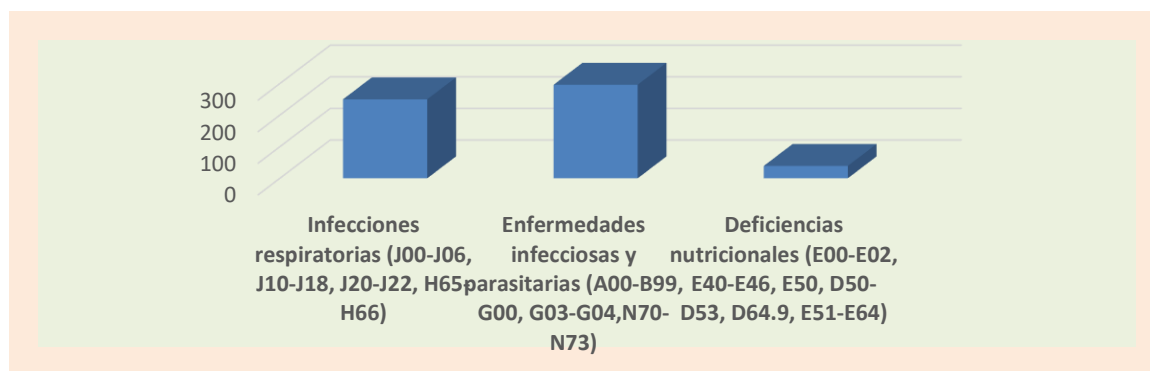 300
200
100
0
Infecciones
respiratorias (J00-J06,
J10-J18, J20-J22, H65-
H66)
Enfermedades
infecciosas y
parasitarias (A00-B99,
G00, G03-G04,N70-
N73)
Deficiencias
nutricionales (E00-E02,
E40-E46, E50, D50-
D53, D64.9, E51-E64)